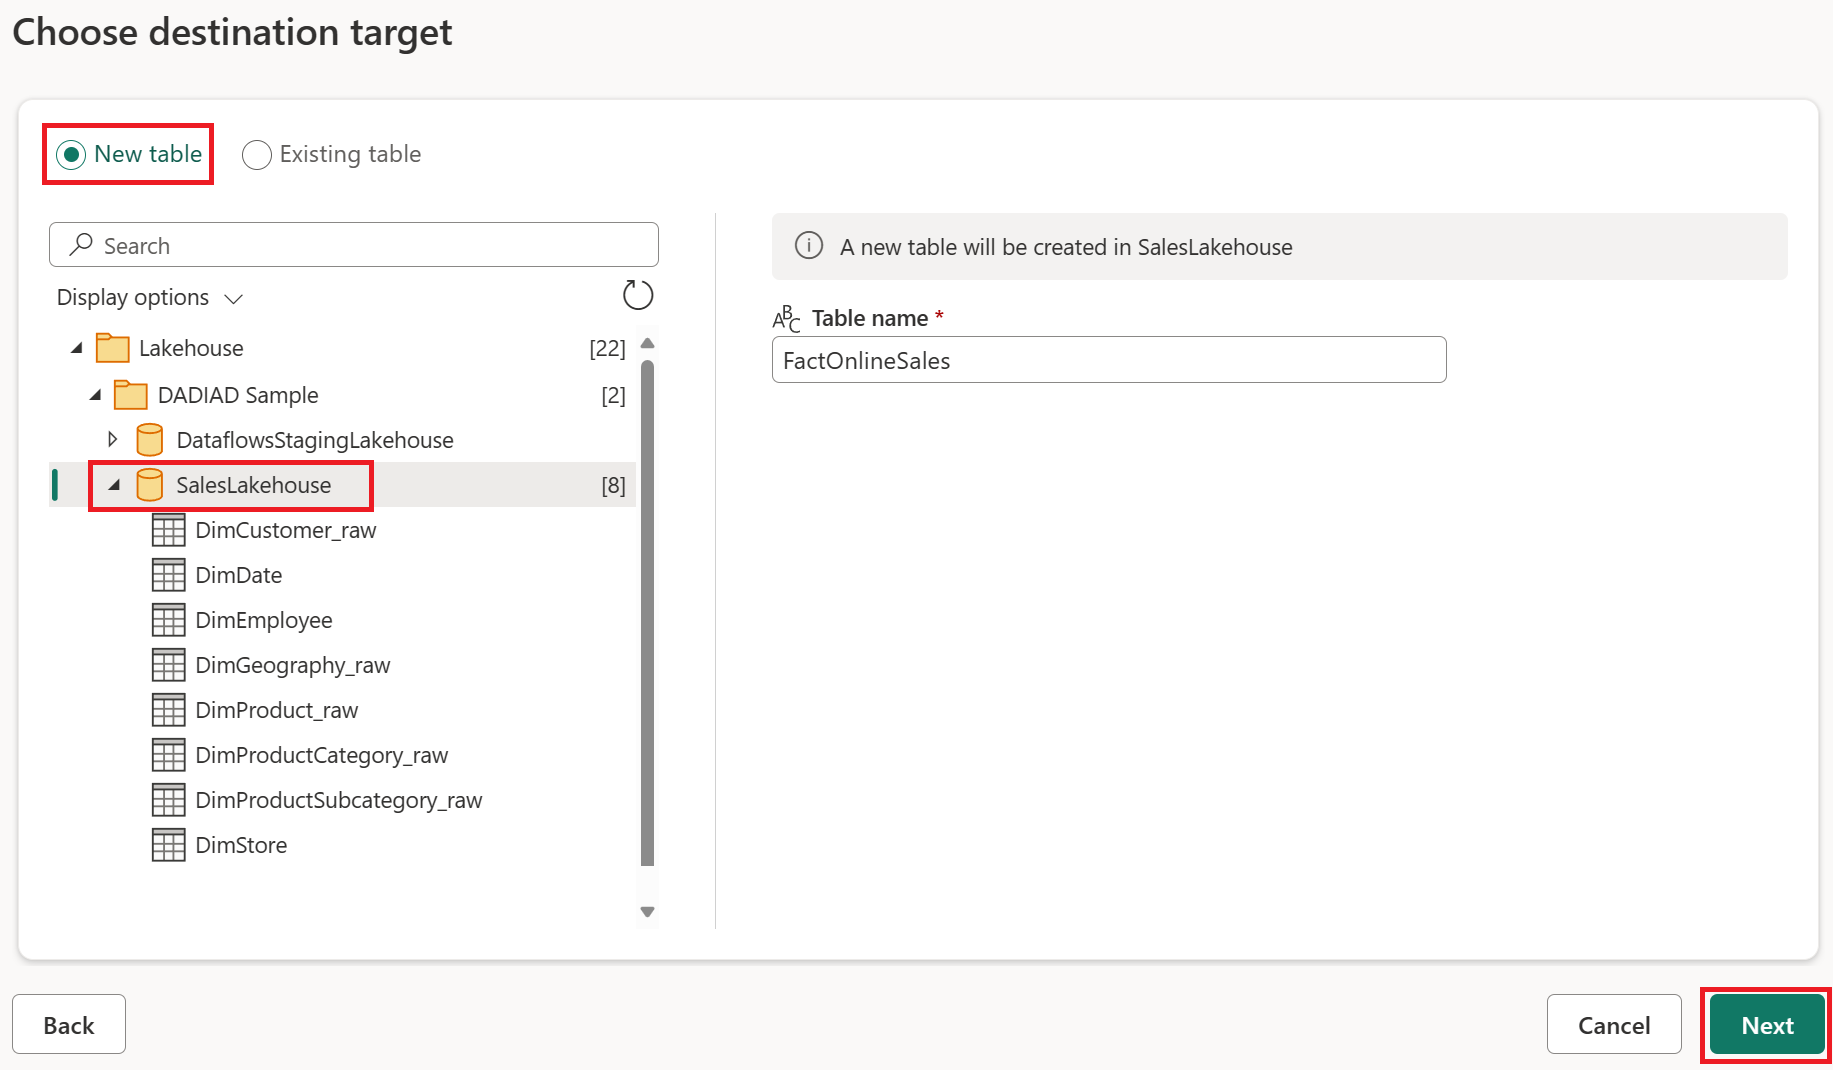 Choose destination target
New table
Existing table
Search
Display options
Lakehouse [22]
DADIAD Sample [2]
DataflowsStagingLakehouse
SalesLakehouse [8]
DimCustomer_raw
DimDate
DimEmployee
DimGeography_raw
DimProduct_raw
DimProductCategory_raw
DimProductSubcategory_raw
DimStore
A new table will be created in SalesLakehouse
ABC Table name *
FactOnlineSales
Back
Cancel
Next